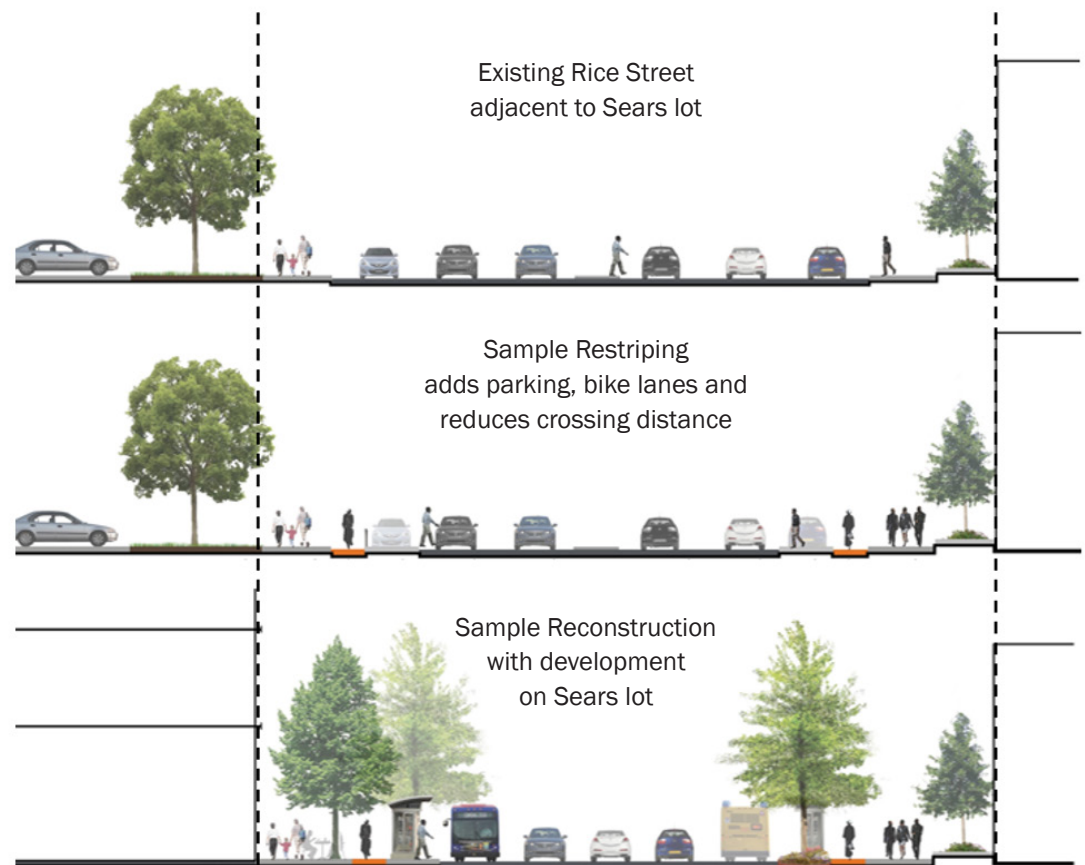 Existing Rice Street
adjacent to Sears lot
Sample Restriping
adds parking, bike lanes and
reduces crossing distance
Sample Reconstruction
with development
on Sears lot